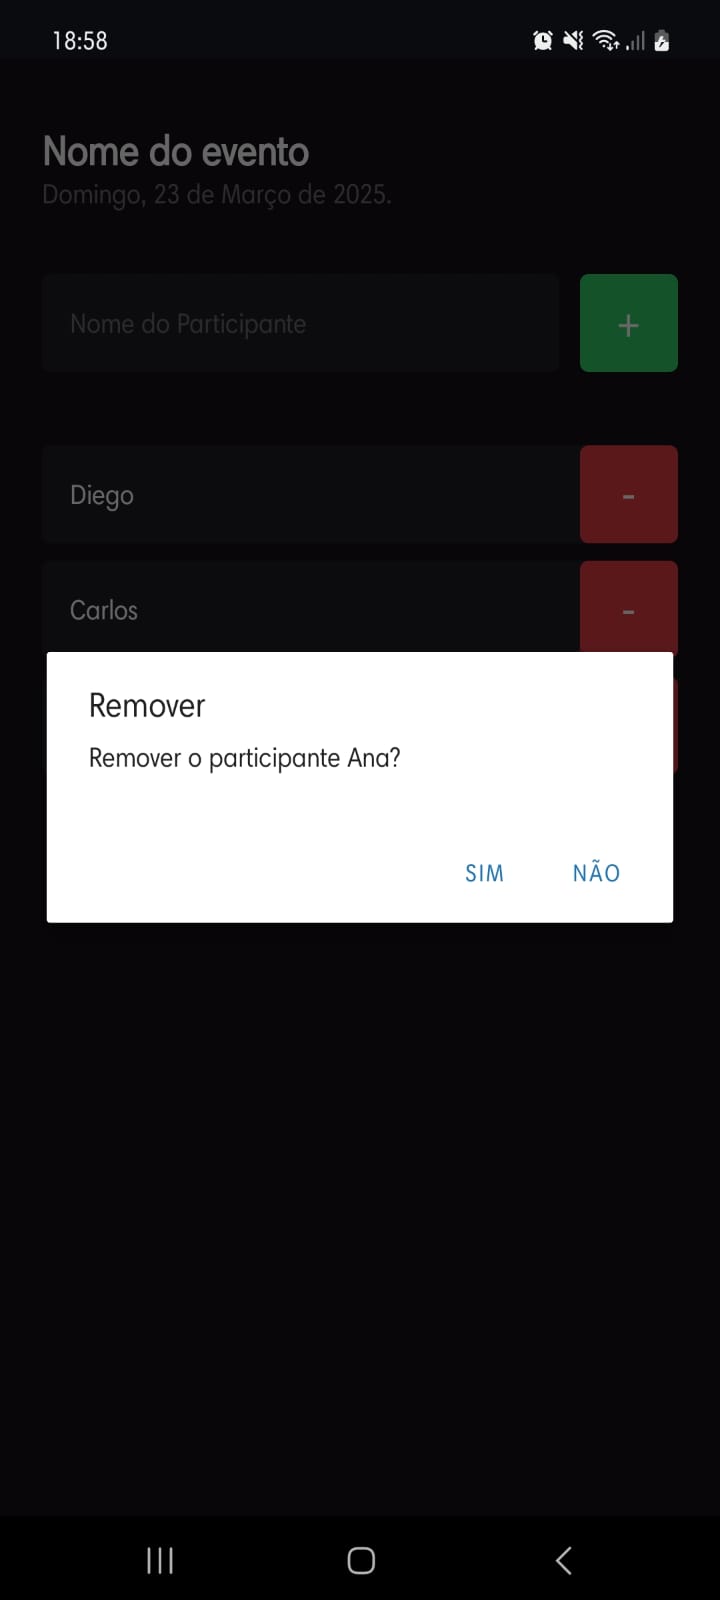 18:58
Nome do evento
Domingo, 23 de Março de 2025.
Nome do Participante
+
Diego
-
Carlos
-
Remover
Remover o participante Ana?
SIM NÃO